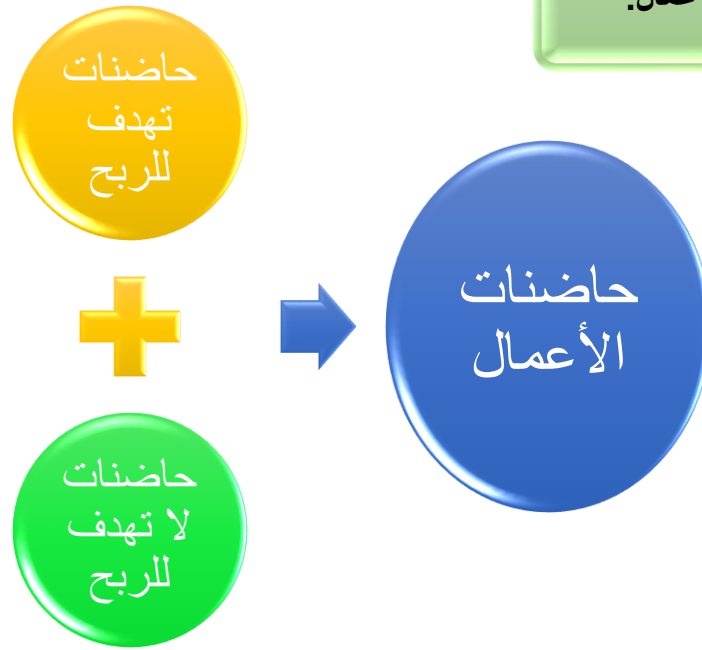 حاضنات
تهدف
للربح
حاضنات
لا تهدف
للربح
حاضنات
الأعمال